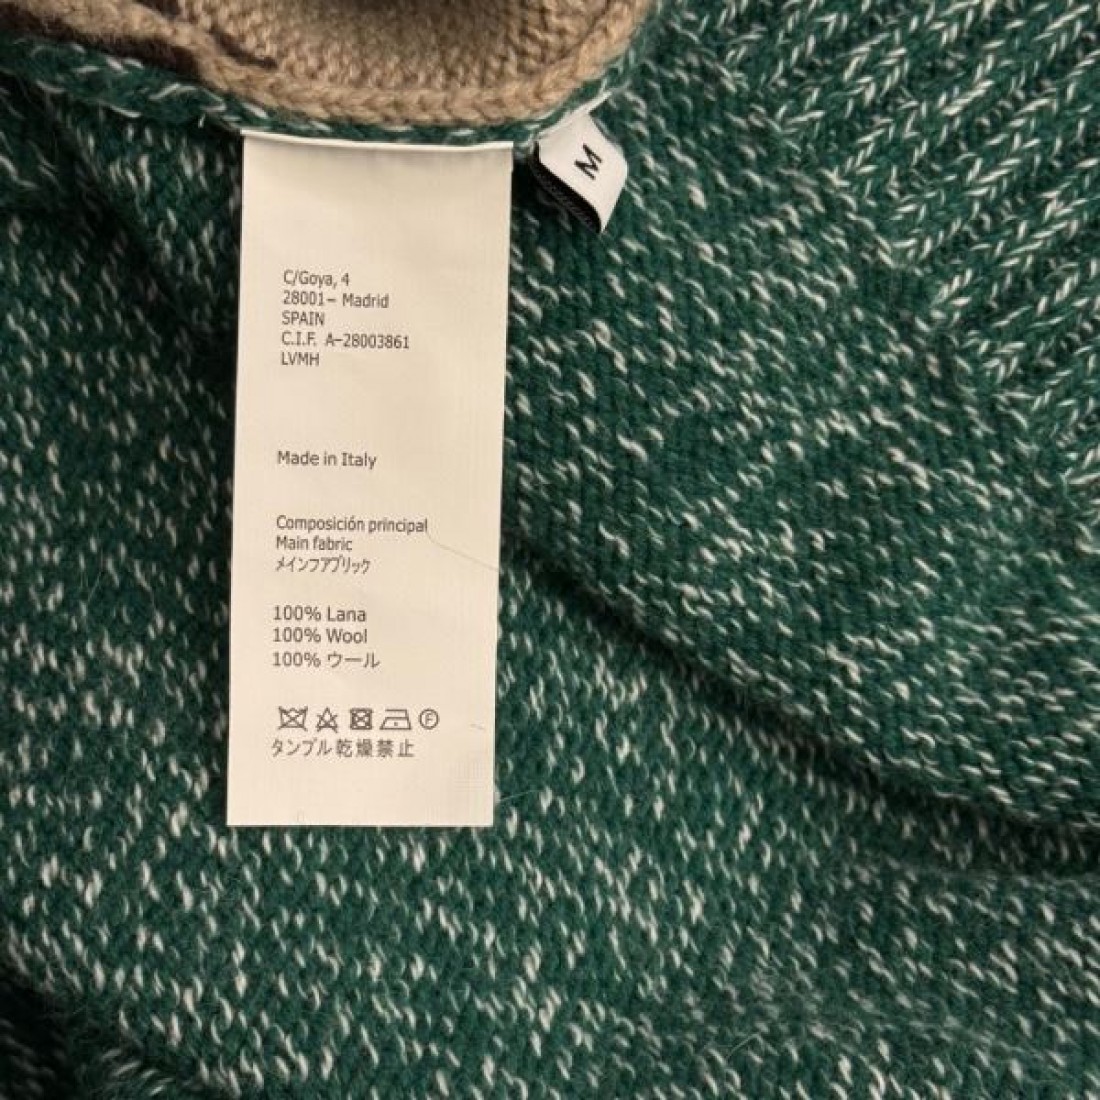 M
C/Goya, 4
28001– Madrid
SPAIN
C.I.F. A–28003861
LVMH
Made in Italy
Composición principal
Main fabric
メインファブリック
100% Lana
100% Wool
100% ウール
F
タンブル乾燥禁止